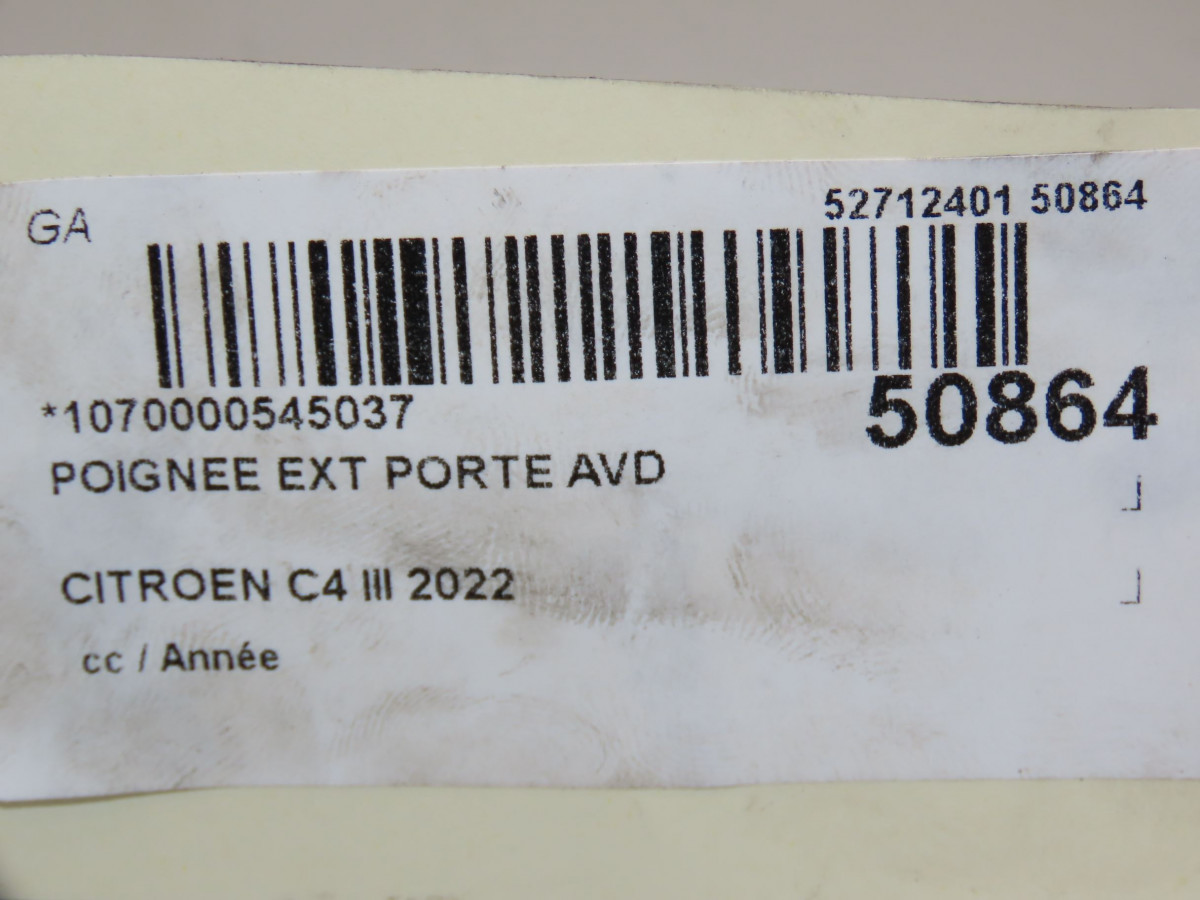 GA
52712401 50864
*1070000545037
50864
POIGNEE EXT PORTE AVD
CITROEN C4 III 2022
cc / Année